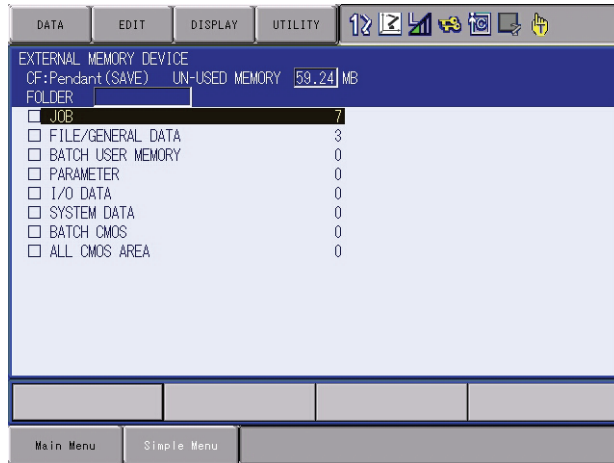 DATA EDIT DISPLAY UTILITY
EXTERNAL MEMORY DEVICE
CF:Pendant(SAVE) UN-USED MEMORY 59.24 MB
FOLDER
JOB 7
FILE/GENERAL DATA 3
BATCH USER MEMORY 0
PARAMETER 0
I/O DATA 0
SYSTEM DATA 0
BATCH CMOS 0
ALL CMOS AREA 0
Main Menu Simple Menu